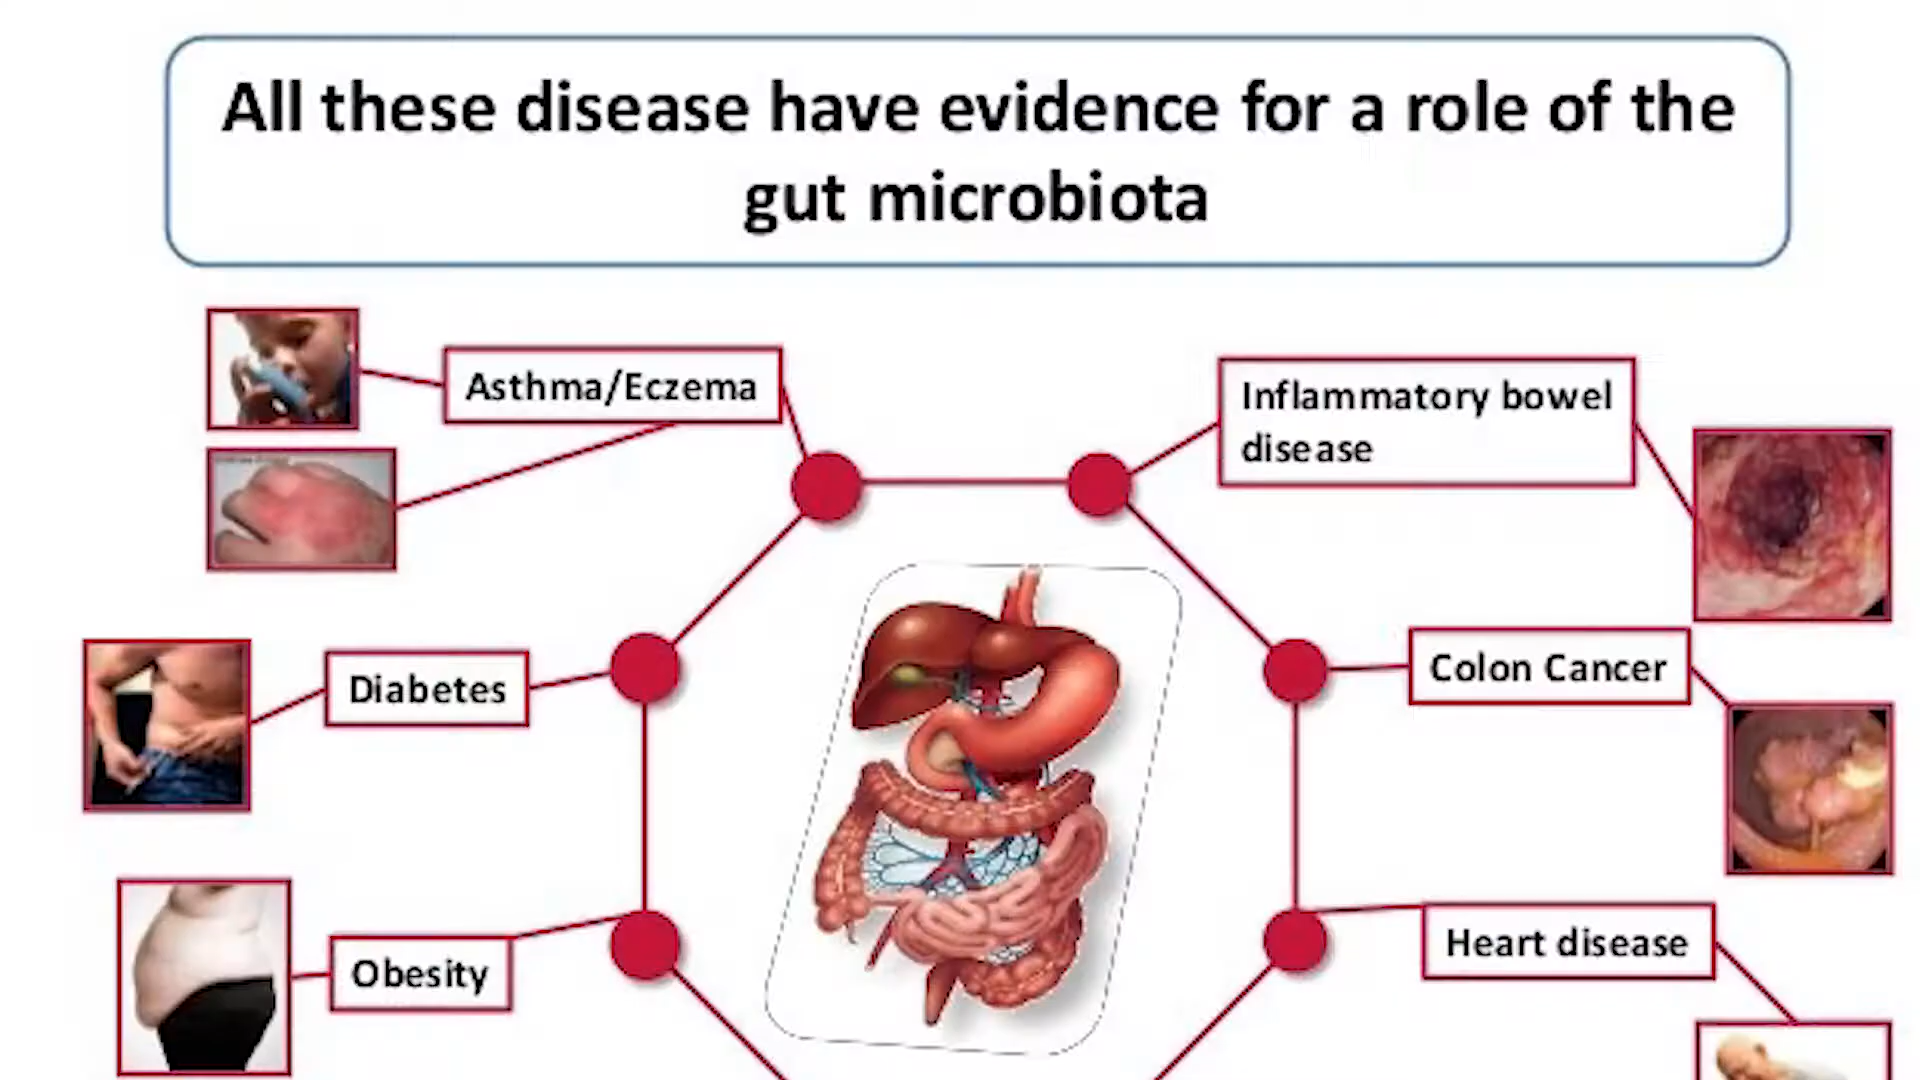 All these disease have evidence for a role of the
gut microbiota
Asthma/Eczema
Inflammatory bowel
disease
Diabetes
Colon Cancer
Obesity
Heart disease